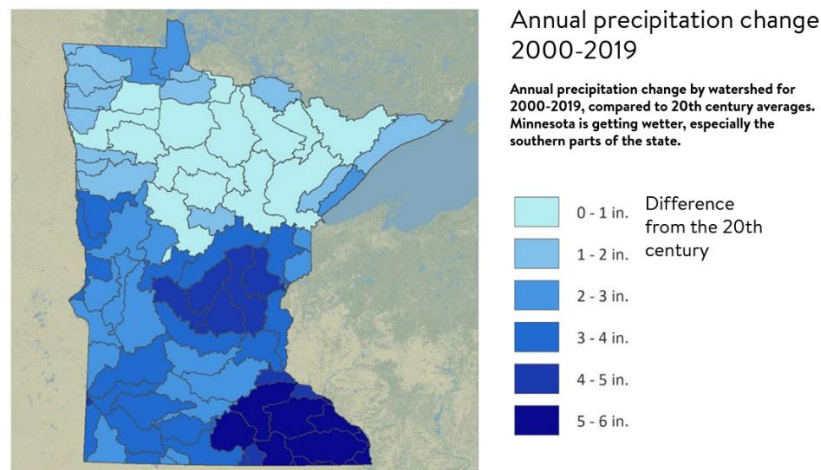 Annual precipitation change
2000-2019
Annual precipitation change by watershed for
2000-2019, compared to 20th century averages.
Minnesota is getting wetter, especially the
southern parts of the state.
0 - 1 in.
1 - 2 in.
2 - 3 in.
3 - 4 in.
4 - 5 in.
5 - 6 in.
Difference
from the 20th
century